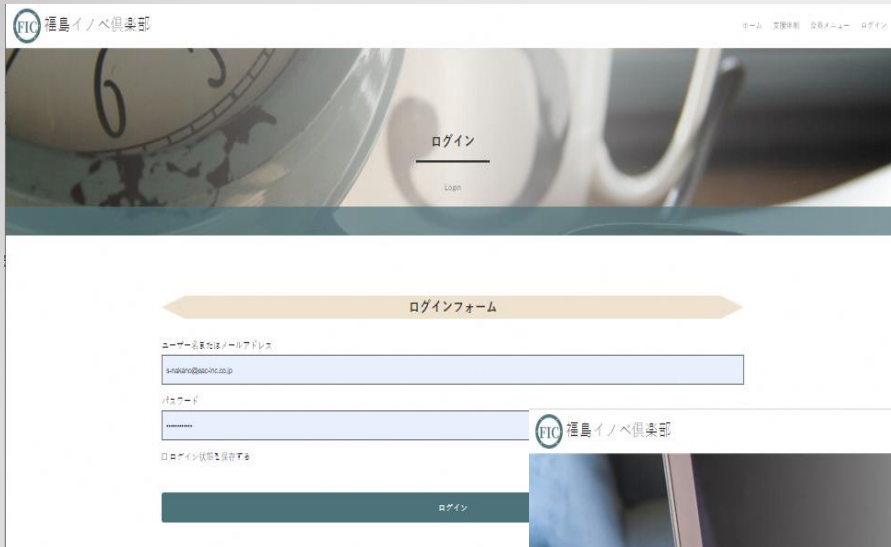 FIC 福島イノベ倶楽部
ホーム 支援体制 会員メニュー ログイン
ログイン
Login
ログインフォーム
ユーザー名またはメールアドレス
s-nakano@eac-inc.co.jp
パスワード
ログイン状態を保存する
ログイン
FIC 福島イノベ倶楽部